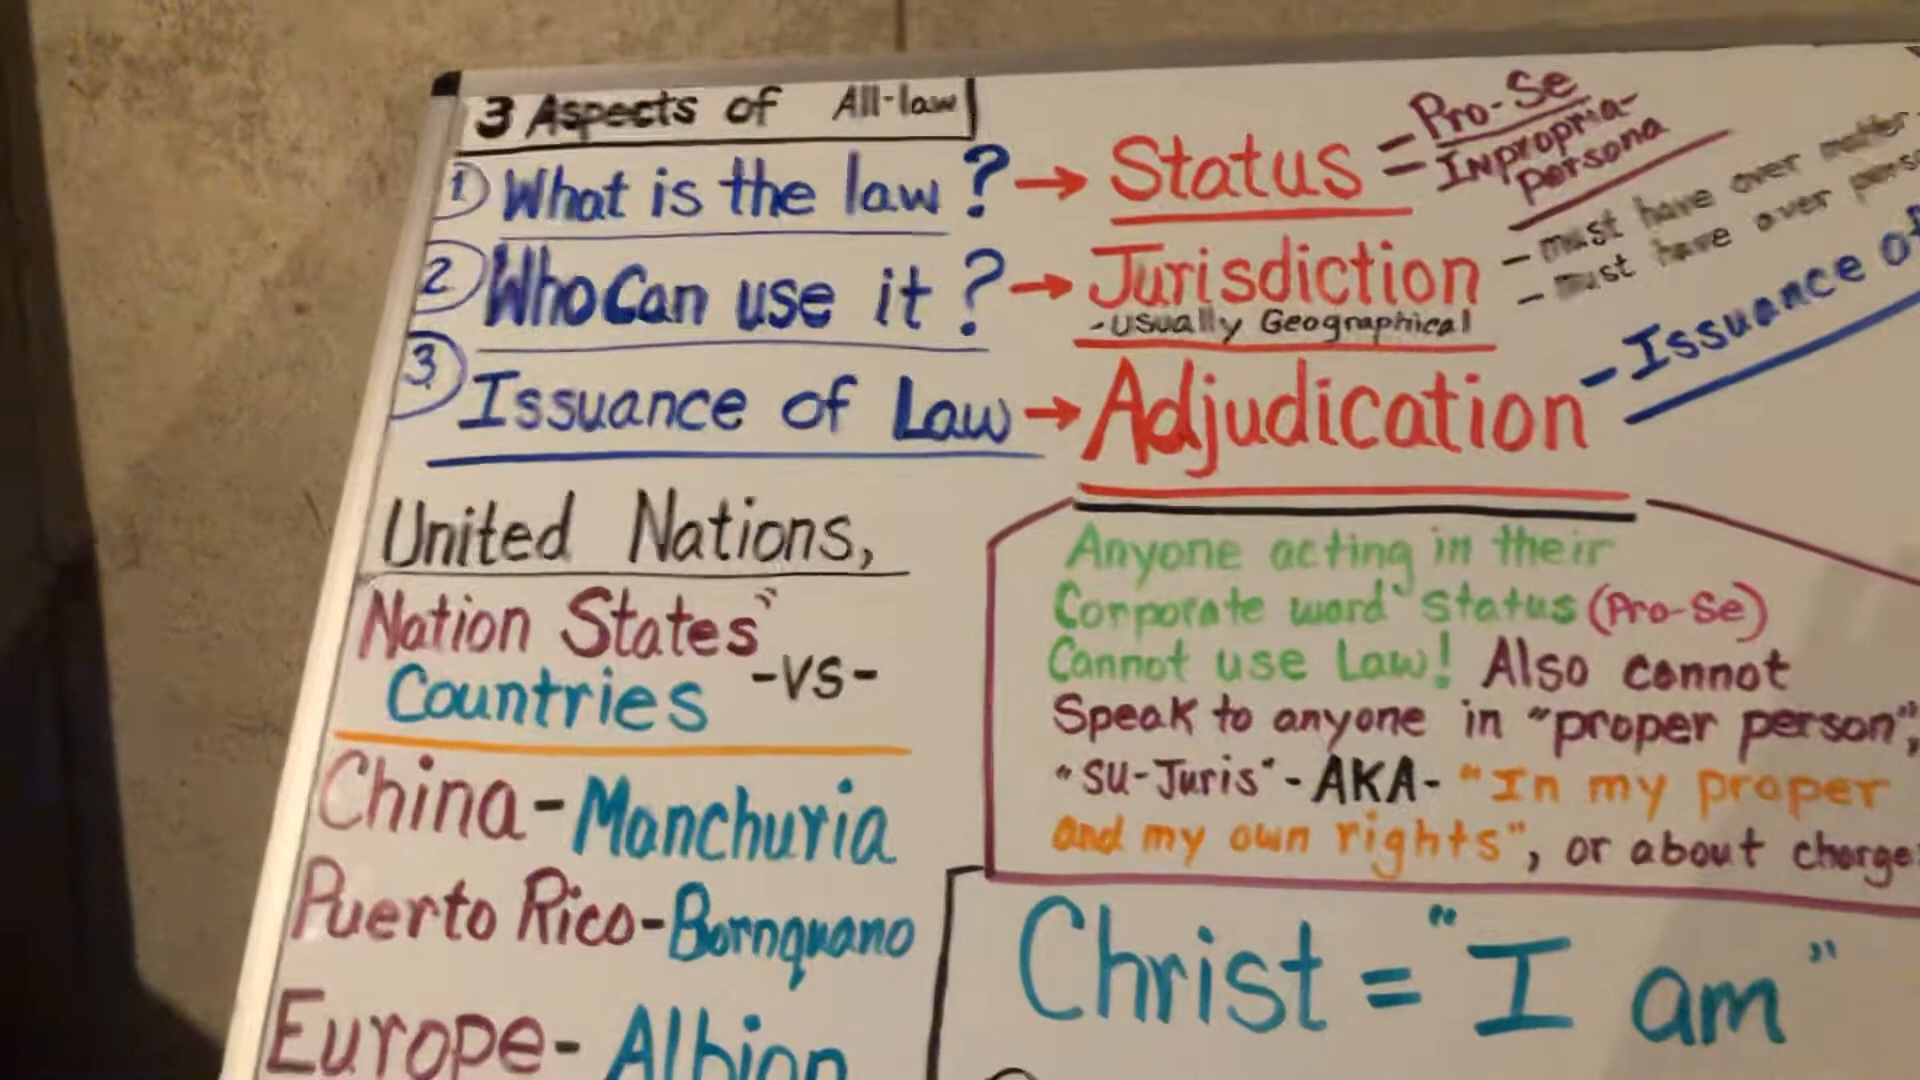 3 Aspects of All-law
① What is the law? → Status = Pro-Se
Inpropria-
persona
② Who Can use it? → Jurisdiction
-usually Geographical
- must have over matter
- must have over perso
③ Issuance of Law → Adjudication - Issuance of
United Nations,
Nation States"
-VS-
Countries
China - Manchuria
Puerto Rico - Bornquano
Europe - Albion
Anyone acting in their
Corporate word "status (Pro-Se)
Cannot use Law! Also cannot
Speak to anyone in "proper person",
"Su-Juris" - AKA - "In my proper
and my own rights", or about charge
Christ = "I am"